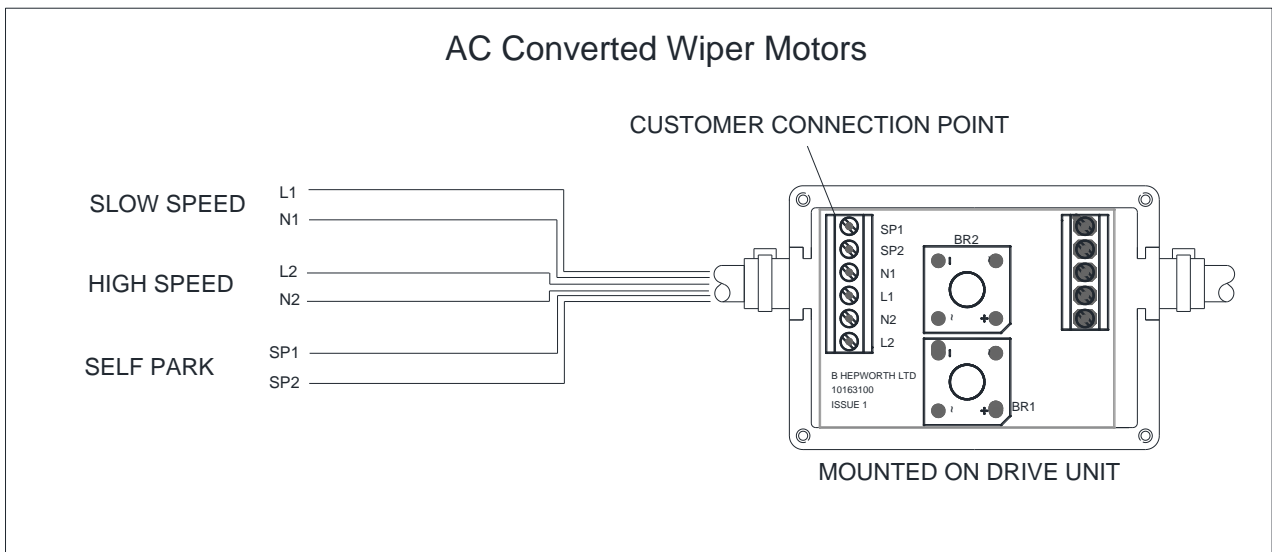 AC Converted Wiper Motors
CUSTOMER CONNECTION POINT
SLOW SPEED
L1
N1
HIGH SPEED
L2
N2
SELF PARK
SP1
SP2
SP1
SP2
N1
L1
N2
L2
BR2
~
+
B HEPWORTH LTD
10163100
ISSUE 1
~
+
BR1
MOUNTED ON DRIVE UNIT